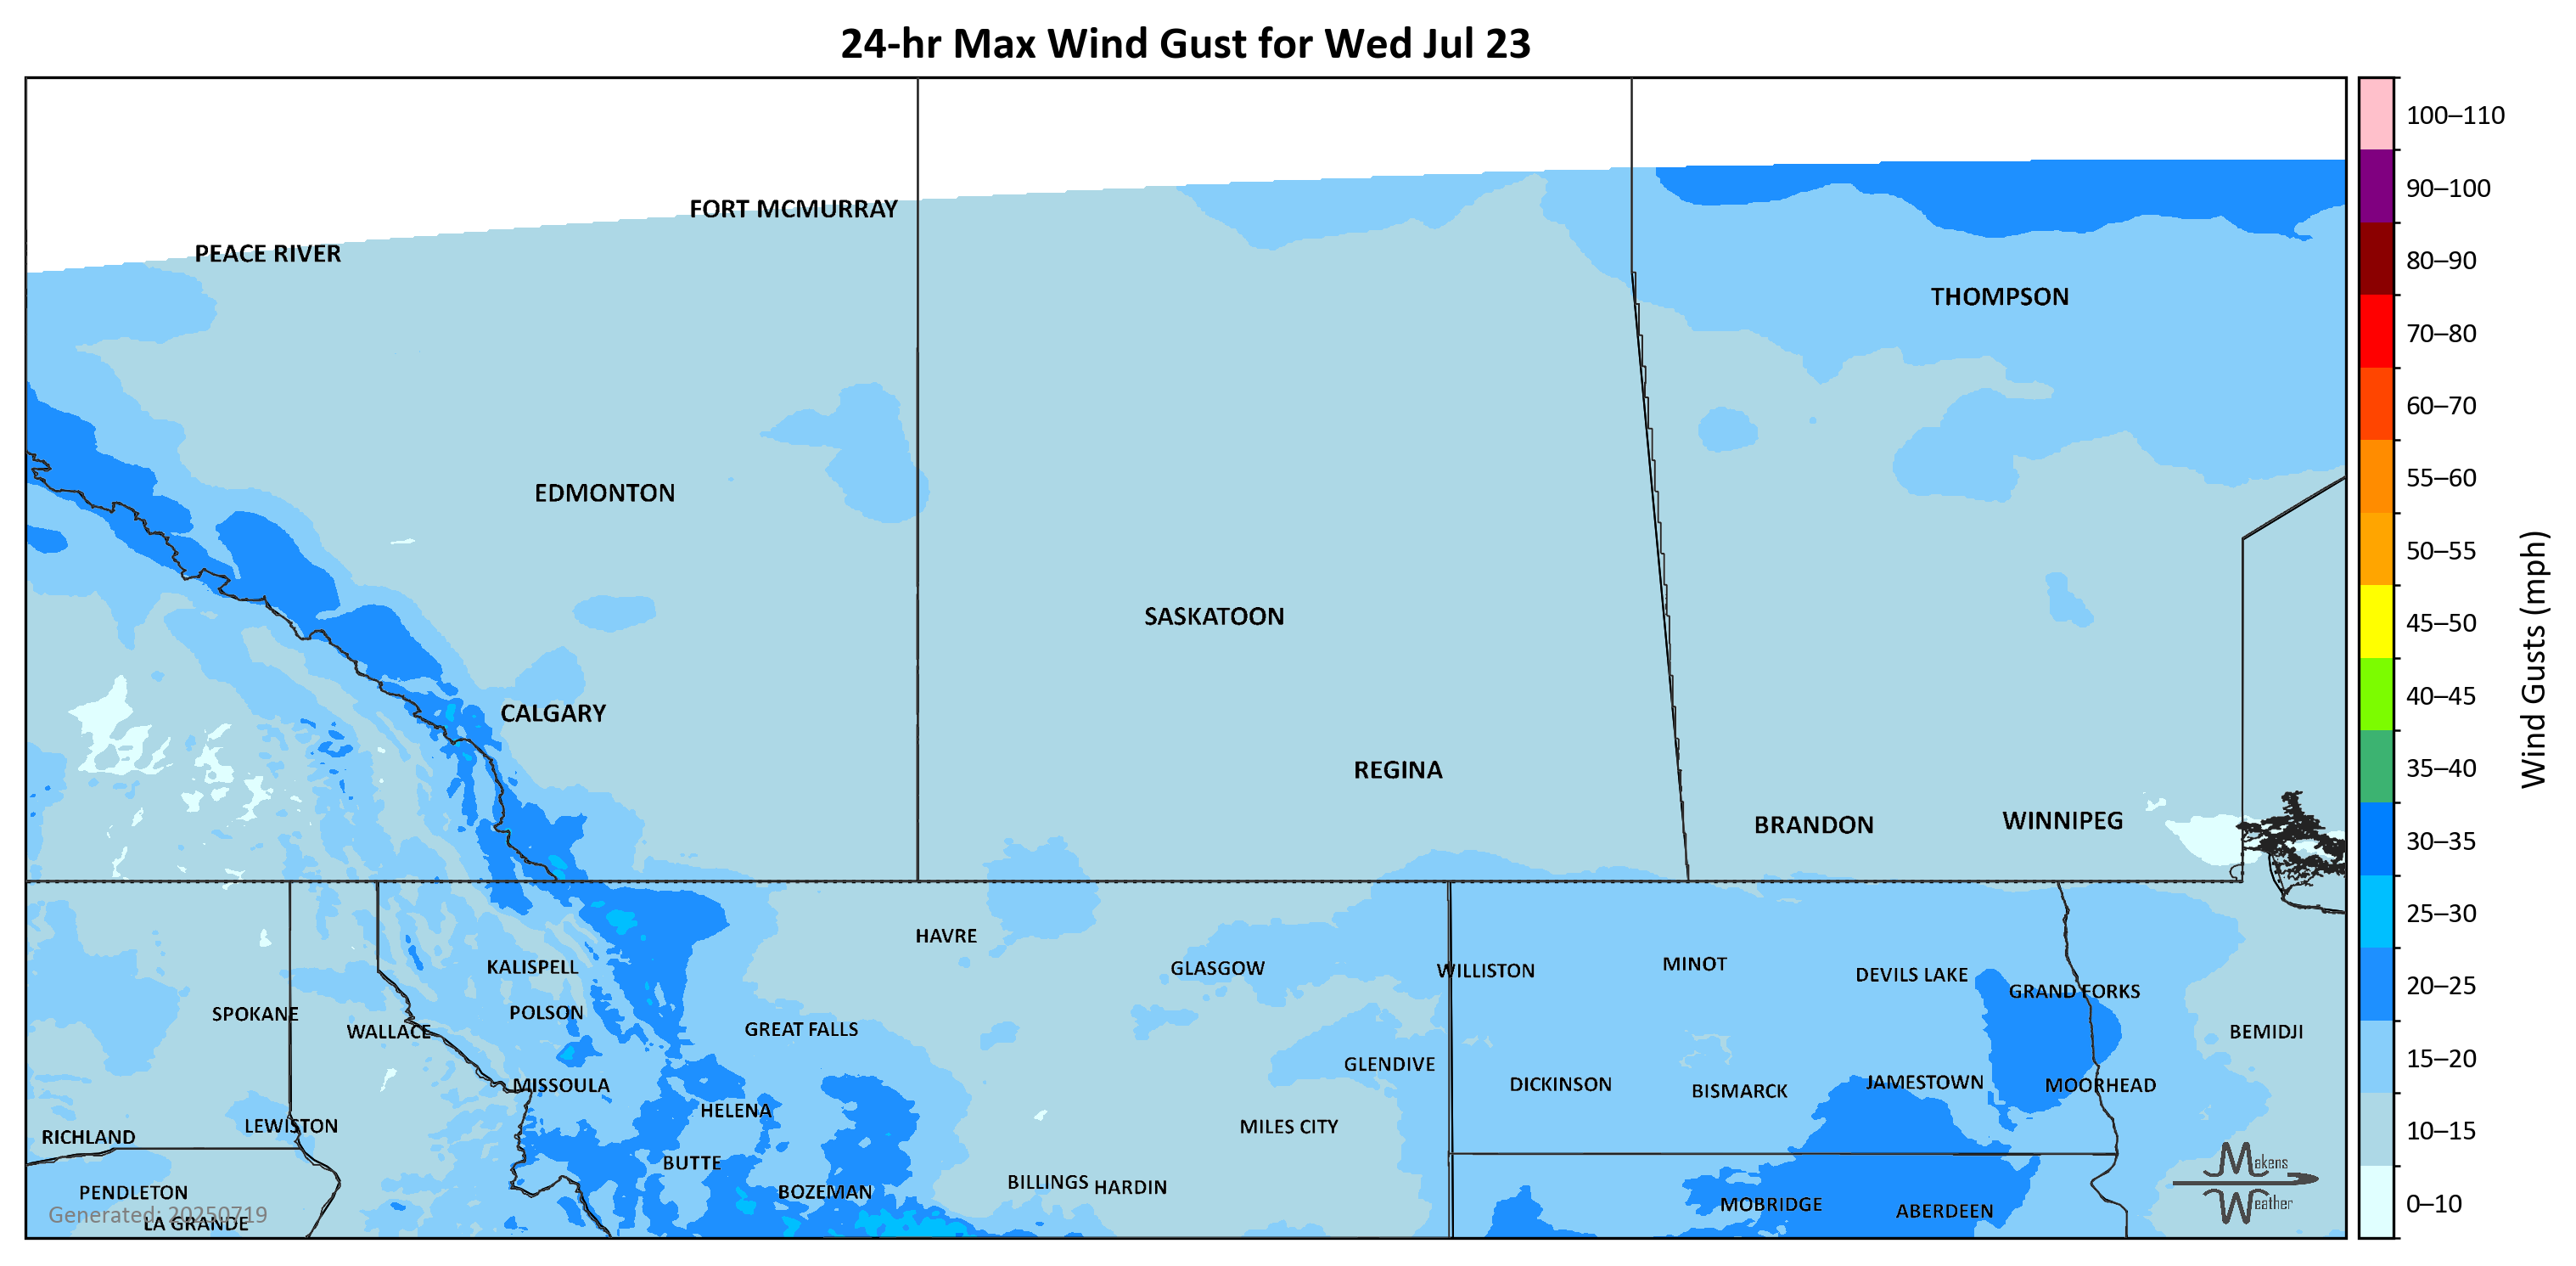 24-hr Max Wind Gust for Wed Jul 23
100–110
90–100
80–90
70–80
60–70
55–60
50–55
45–50
40–45
35–40
30–35
25–30
20–25
15–20
10–15
0–10
Wind Gusts (mph)
FORT MCMURRAY
PEACE RIVER
THOMPSON
EDMONTON
SASKATOON
CALGARY
REGINA
BRANDON
WINNIPEG
HAVRE
KALISPELL
GLASGOW
WILLISTON
MINOT
DEVILS LAKE
GRAND FORKS
SPOKANE
POLSON
WALLACE
GREAT FALLS
BEMIDJI
GLENDIVE
MISSOULA
DICKINSON
BISMARCK
JAMESTOWN
MOORHEAD
HELENA
LEWISTON
MILES CITY
RICHLAND
BUTTE
PENDLETON
BOZEMAN
BILLINGS
HARDIN
MOBRIDGE
ABERDEEN
Generated: 20250719
LA GRANDE
Makens
Weather